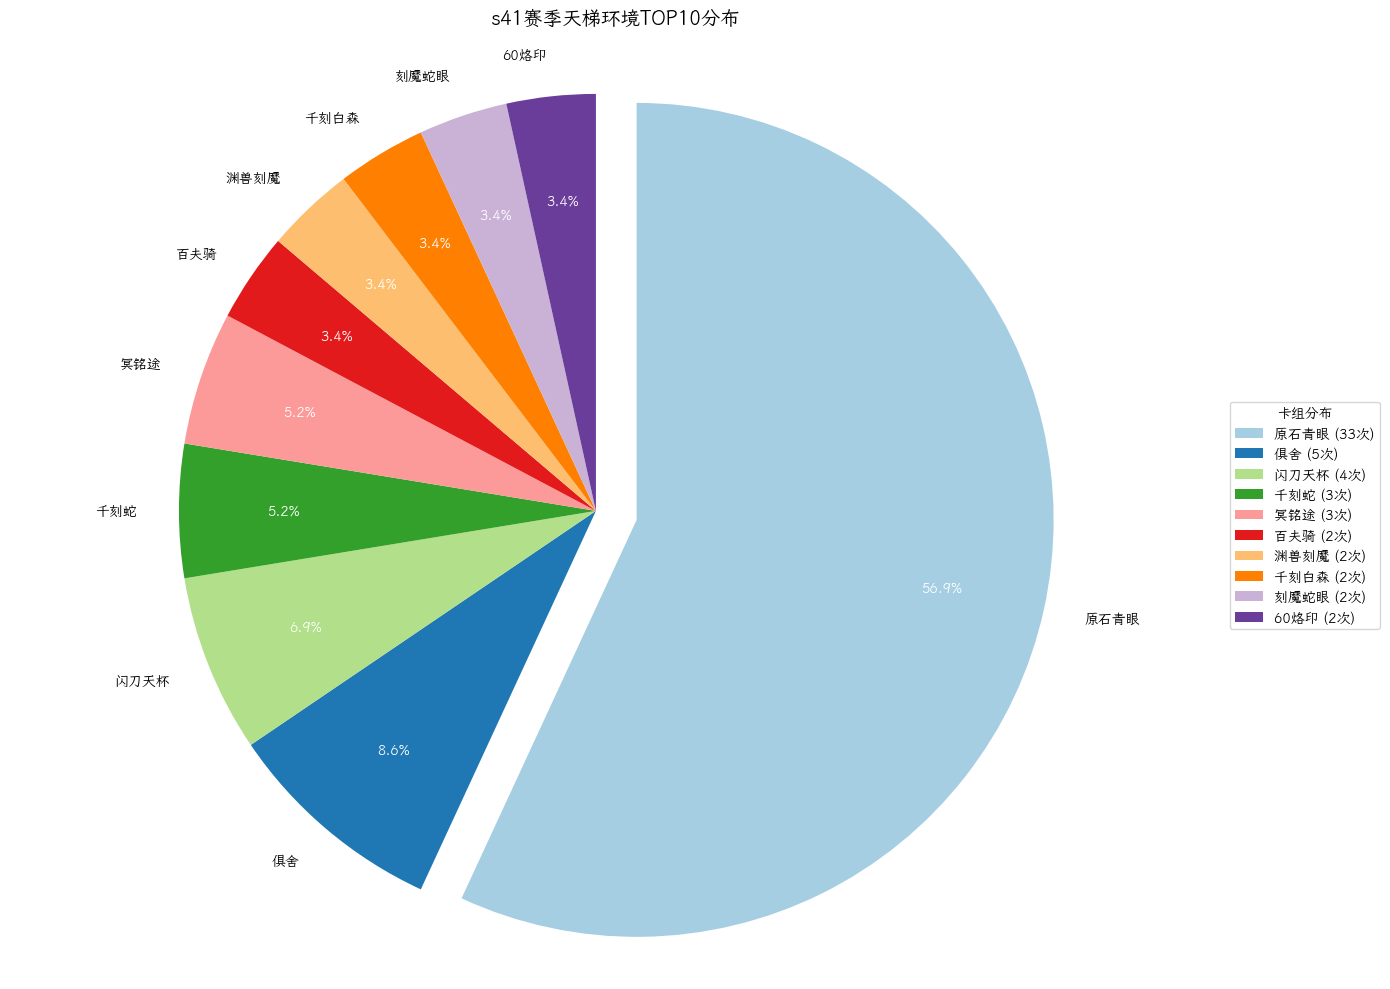 s41赛季天梯环境TOP10分布
60烙印
刻魔蛇眼
千刻白森
渊兽刻魔
百夫骑
冥铭途
千刻蛇
闪刀天杯
俱舍
原石青眼
3.4%
3.4%
3.4%
3.4%
3.4%
5.2%
5.2%
6.9%
8.6%
56.9%
卡组分布
原石青眼 (33次)
俱舍 (5次)
闪刀天杯 (4次)
千刻蛇 (3次)
冥铭途 (3次)
百夫骑 (2次)
渊兽刻魔 (2次)
千刻白森 (2次)
刻魔蛇眼 (2次)
60烙印 (2次)